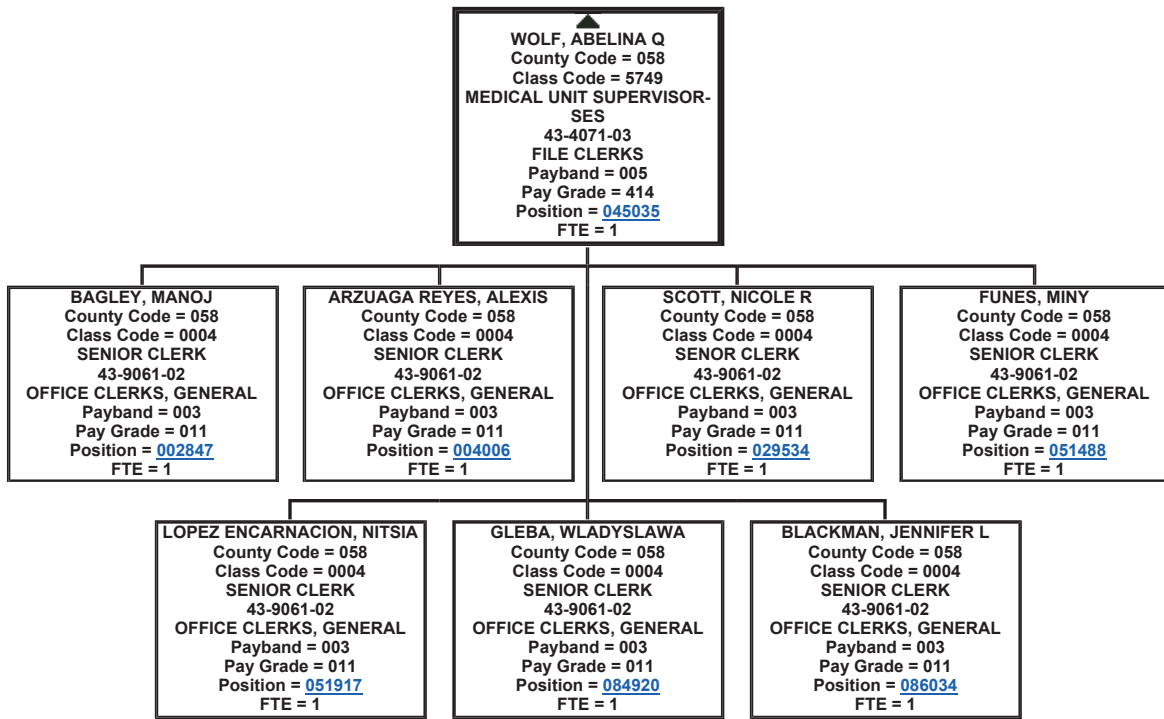 WOLF, ABELINA Q
County Code = 058
Class Code = 5749
MEDICAL UNIT SUPERVISOR-
SES
43-4071-03
FILE CLERKS
Payband = 005
Pay Grade = 414
Position = 045035
FTE = 1
BAGLEY, MANOJ
County Code = 058
Class Code = 0004
SENIOR CLERK
43-9061-02
OFFICE CLERKS, GENERAL
Payband = 003
Pay Grade = 011
Position = 002847
FTE = 1
ARZUAGA REYES, ALEXIS
County Code = 058
Class Code = 0004
SENIOR CLERK
43-9061-02
OFFICE CLERKS, GENERAL
Payband = 003
Pay Grade = 011
Position = 004006
FTE = 1
SCOTT, NICOLE R
County Code = 058
Class Code = 0004
SENIOR CLERK
43-9061-02
OFFICE CLERKS, GENERAL
Payband = 003
Pay Grade = 011
Position = 029534
FTE = 1
FUNES, MINY
County Code = 058
Class Code = 0004
SENIOR CLERK
43-9061-02
OFFICE CLERKS, GENERAL
Payband = 003
Pay Grade = 011
Position = 051488
FTE = 1
LOPEZ ENCARNACION, NITSIA
County Code = 058
Class Code = 0004
SENIOR CLERK
43-9061-02
OFFICE CLERKS, GENERAL
Payband = 003
Pay Grade = 011
Position = 051917
FTE = 1
GLEBA, WLADYSLAWA
County Code = 058
Class Code = 0004
SENIOR CLERK
43-9061-02
OFFICE CLERKS, GENERAL
Payband = 003
Pay Grade = 011
Position = 084920
FTE = 1
BLACKMAN, JENNIFER L
County Code = 058
Class Code = 0004
SENIOR CLERK
43-9061-02
OFFICE CLERKS, GENERAL
Payband = 003
Pay Grade = 011
Position = 086034
FTE = 1